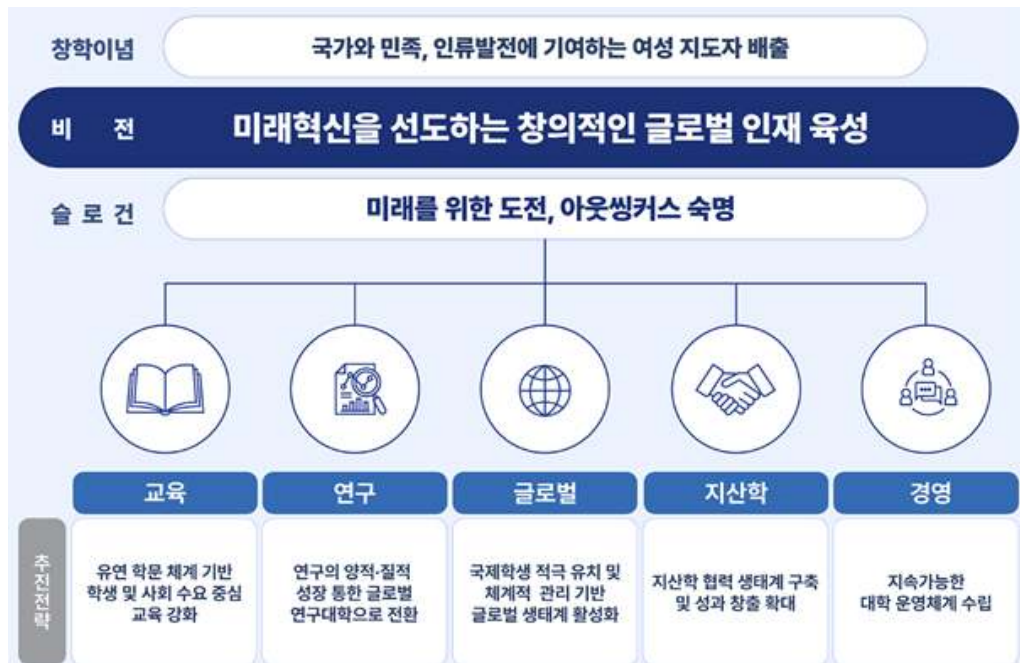 창학이념
국가와 민족, 인류발전에 기여하는 여성 지도자 배출
비 전
미래혁신을 선도하는 창의적인 글로벌 인재 육성
슬로건
미래를 위한 도전, 아웃씽커스 숙명
교육
연구
글로벌
지산학
경영
추진전략
유연 학문 체계 기반
학생 및 사회 수요 중심
교육 강화
연구의 양적·질적
성장 통한 글로벌
연구대학으로 전환
국제학생 적극 유치 및
체계적 관리 기반
글로벌 생태계 활성화
지산학 협력 생태계 구축
및 성과 창출 확대
지속가능한
대학 운영체계 수립